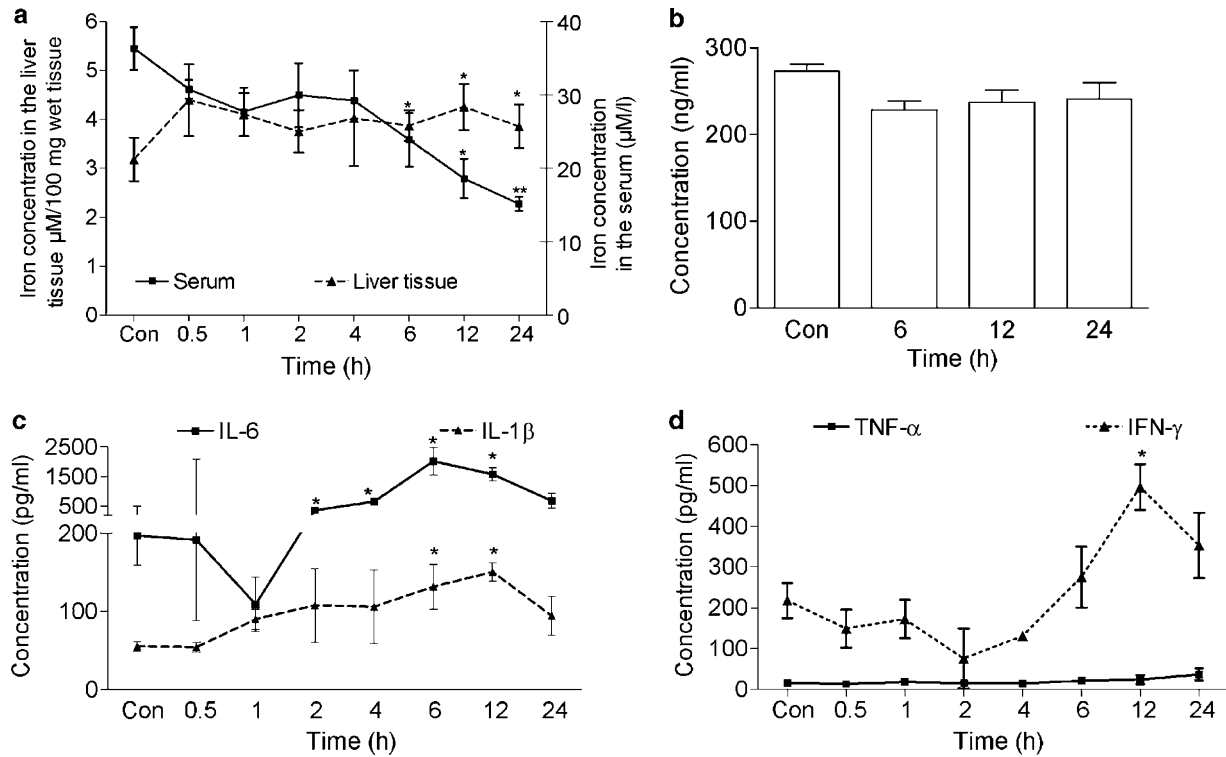 a
Iron concentratio in the liver
tissue µM/100 mg wet tissue
6
5
4
3
2
1
0
40
30
20
10
0
Iron concentration
in the serum (µM/l)
*
*
*
*
**
Serum
Liver tissue
Con 0.5 1 2 4 6 12 24
Time (h)
b
Concentration (ng/ml)
300
200
100
0
Con 6 12 24
Time (h)
c
IL-6
IL-1β
Concentration (pg/ml)
2500
1500
500
200
100
0
* * * *
* *
Con 0.5 1 2 4 6 12 24
Time (h)
d
TNF-α
IFN-γ
Concentration (pg/ml)
600
500
400
300
200
100
0
*
Con 0.5 1 2 4 6 12 24
Time (h)